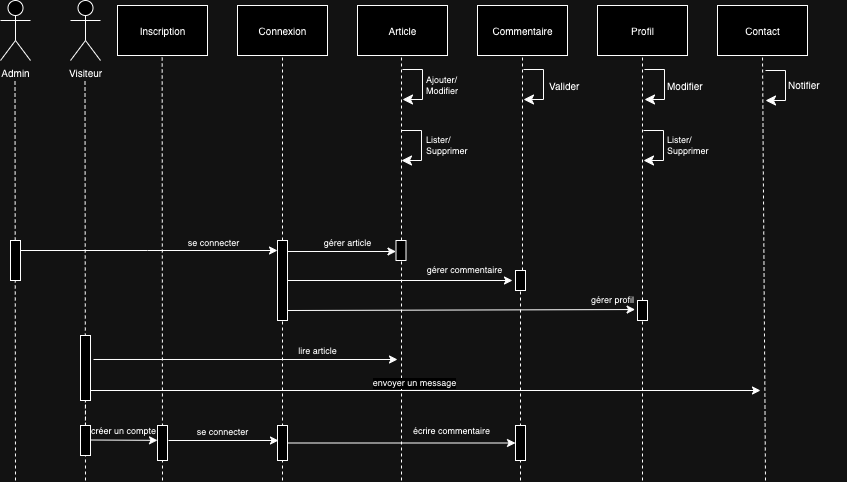 Admin
Visiteur
Inscription
Connexion
Article
Commentaire
Profil
Contact
Ajouter/
Modifier
Valider
Modifier
Notifier
Lister/
Supprimer
Lister/
Supprimer
se connecter
gérer article
gérer commentaire
gérer profil
lire article
envoyer un message
créer un compte
se connecter
écrire commentaire